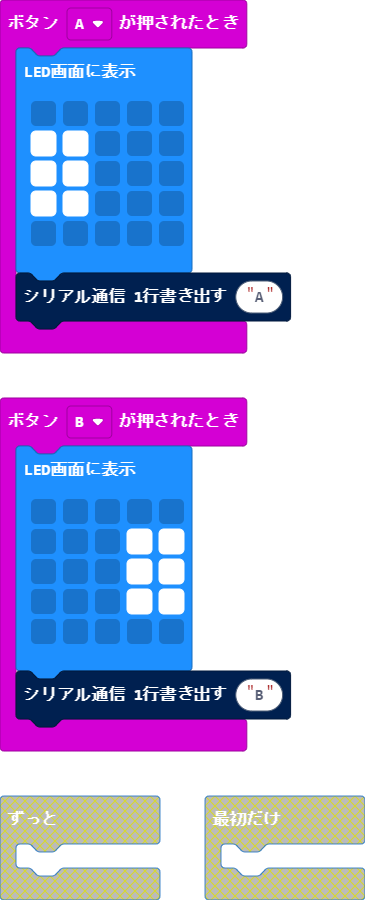 ボタン A が押されたとき
LED画面に表示
シリアル通信 1行書き出す "A"
ボタン B が押されたとき
LED画面に表示
シリアル通信 1行書き出す "B"
ずっと 最初だけ